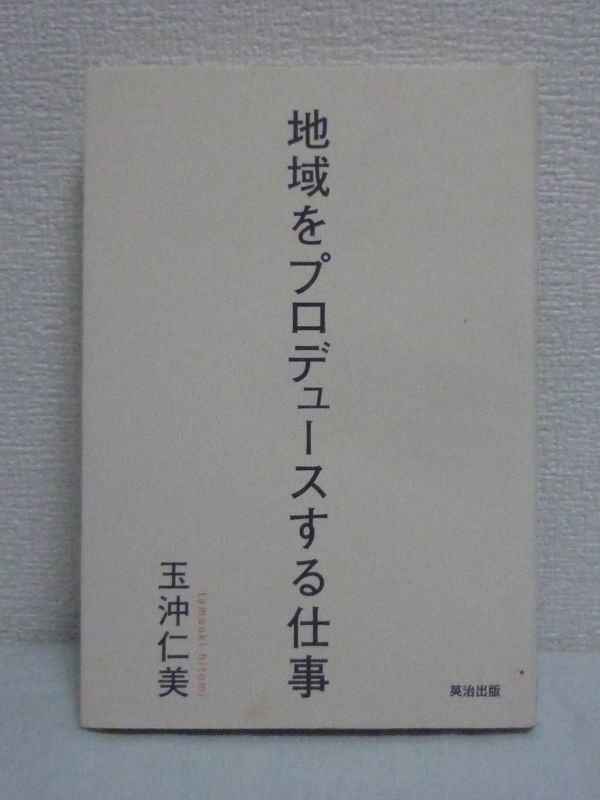 地域をプロデュースする仕事
玉沖仁美
tamaoki hitomi
英治出版